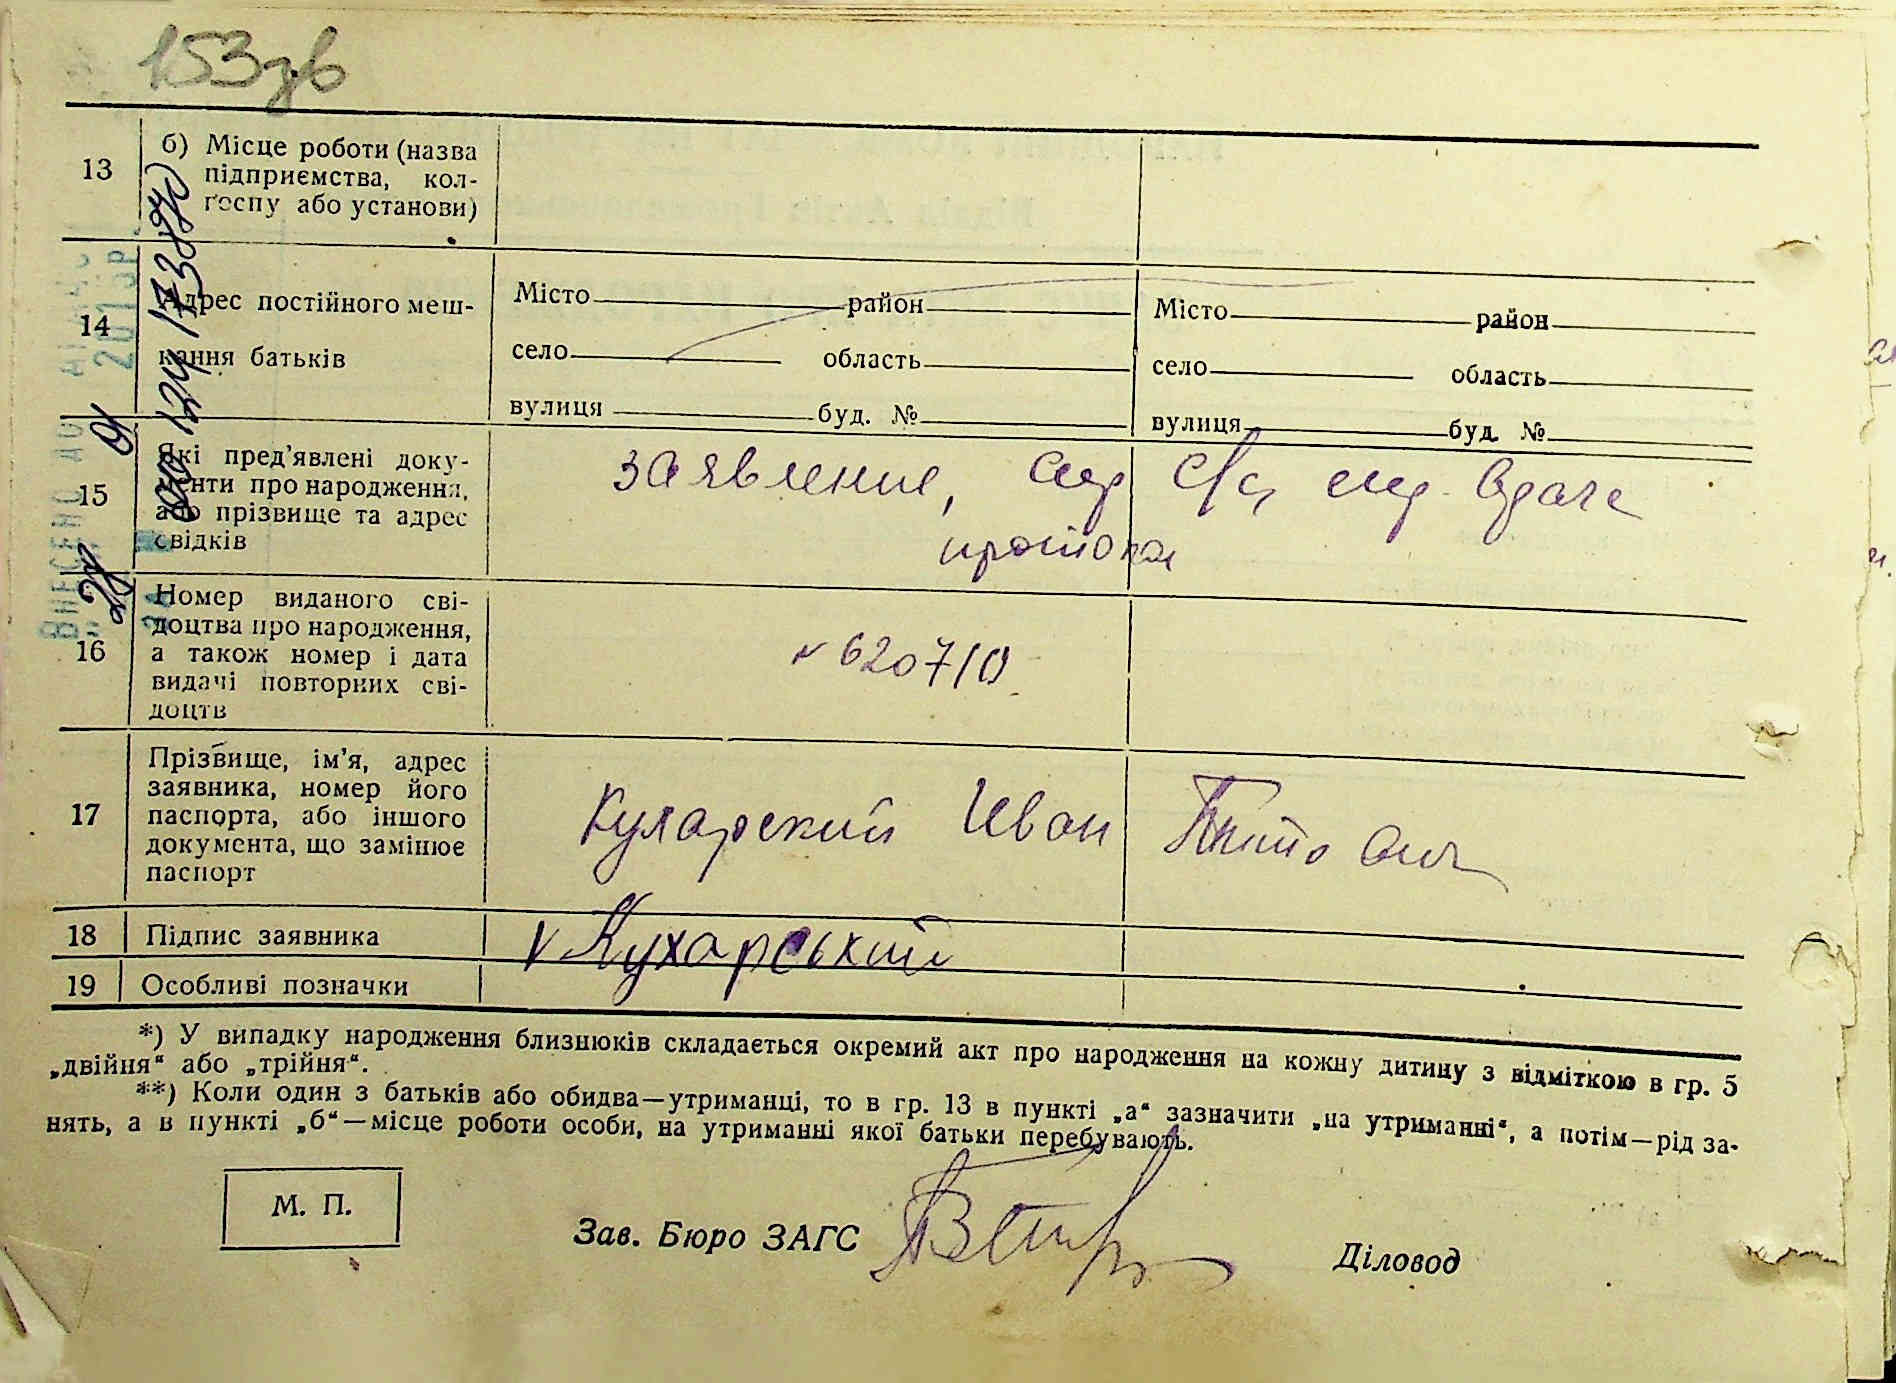 153зв
13
б) Місце роботи (назва
підприємства, кол-
госпу або установи)
14
Адрес постійного меш-
кання батьків
Місто район
село область
вулиця буд. №
Місто район
село область
вулиця буд. №
15
Які пред'явлені доку-
менти про народження,
або прізвище та адрес
свідків
заявление,
16
Номер виданого сві-
доцтва про народження,
а також номер і дата
видачі повторних сві-
доцтв
№ 620710
17
Прізвище, ім'я, адрес
заявника, номер його
паспорта, або іншого
документа, що замінює
паспорт
Кухарский Иван
18 Підпис заявника
v Кухарський
19 Особливі позначки
*) У випадку народження близнюків складається окремий акт про народження на кожну дитину з відміткою в гр. 5
„двійня“ або „трійня“.
**) Коли один з батьків або обидва—утриманці, то в гр. 13 в пункті „а“ зазначити „на утриманні“, а потім—рід за-
нять, а в пункті „б“—місце роботи особи, на утриманні якої батьки перебувають.
М. П.
Зав. Бюро ЗАГС
Діловод
ВНЕСЕНО ДО
2013р.